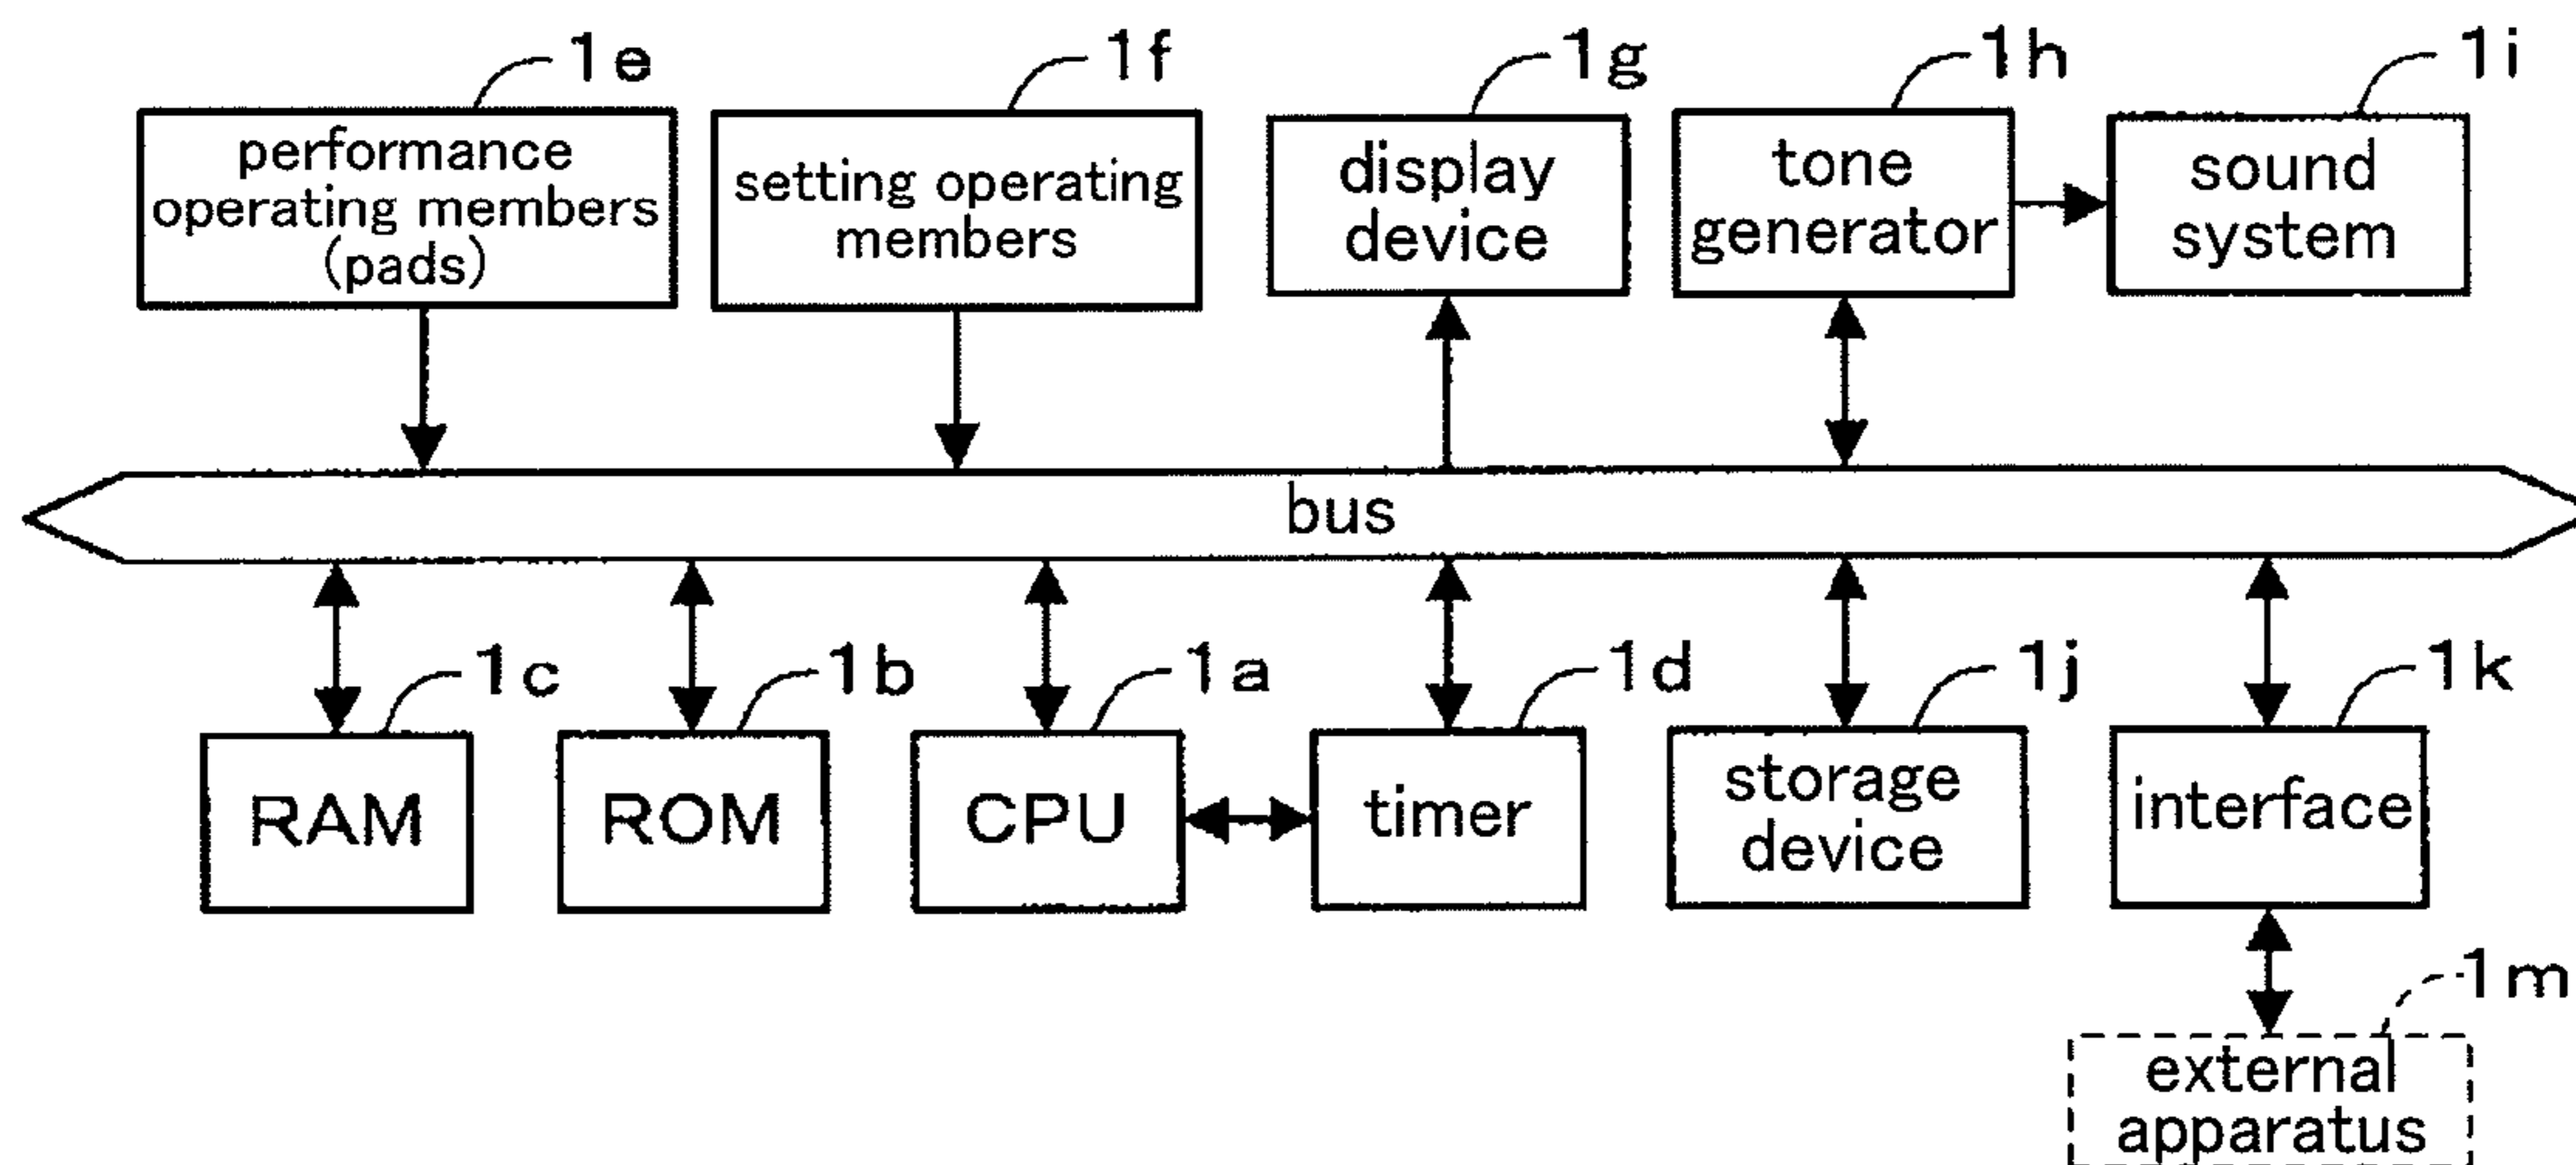 1e
1f
1g
1h
1i
performance
operating members
(pads)
setting operating
members
display
device
tone
generator
sound
system
bus
1c
1b
1a
1d
1j
1k
RAM
ROM
CPU
timer
storage
device
interface
1m
external
apparatus